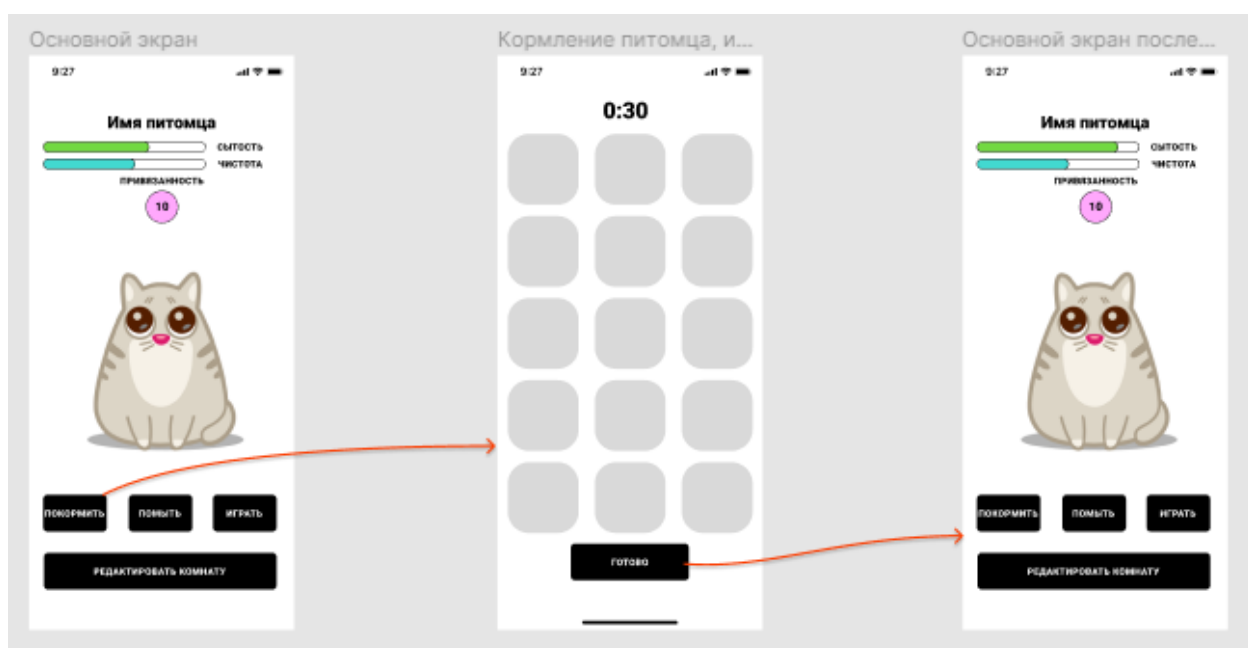 Основной экран
9:27
Имя питомца
СЫТОСТЬ
ЧИСТОТА
ПРИВЯЗАННОСТЬ
10
ПОКОРМИТЬ
ПОМЫТЬ
ИГРАТЬ
РЕДАКТИРОВАТЬ КОМНАТУ
Кормление питомца, и...
9:27
0:30
ГОТОВО
Основной экран после...
9:27
Имя питомца
СЫТОСТЬ
ЧИСТОТА
ПРИВЯЗАННОСТЬ
10
ПОКОРМИТЬ
ПОМЫТЬ
ИГРАТЬ
РЕДАКТИРОВАТЬ КОМНАТУ